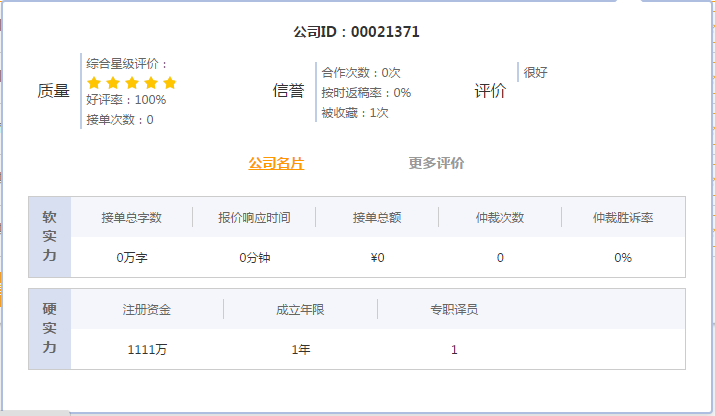 公司ID：00021371
质量
综合星级评价：
好评率：100%
接单次数：0
信誉
合作次数：0次
按时返稿率：0%
被收藏：1次
评价
很好
公司名片 更多评价
软实力
接单总字数 报价响应时间 接单总额 仲裁次数 仲裁胜诉率
0万字 0分钟 ¥0 0 0%
硬实力
注册资金 成立年限 专职译员
1111万 1年 1